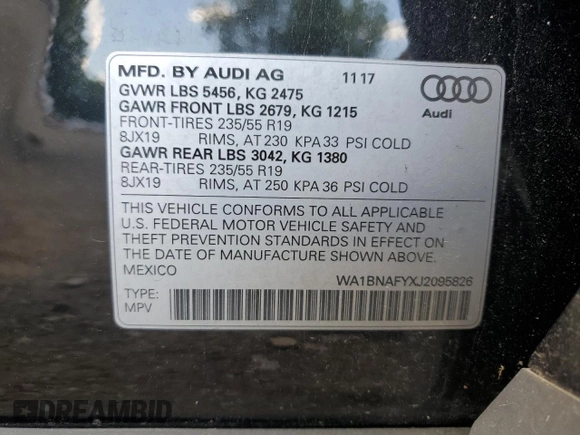 MFD. BY AUDI AG 11 17
GVWR LBS 5456, KG 2475
GAWR FRONT LBS 2679, KG 1215
FRONT-TIRES 235/55 R19
8JX19 RIMS, AT 230 KPA 33 PSI COLD
GAWR REAR LBS 3042, KG 1380
REAR-TIRES 235/55 R19
8JX19 RIMS, AT 250 KPA 36 PSI COLD
Audi
THIS VEHICLE CONFORMS TO ALL APPLICABLE
U.S. FEDERAL MOTOR VEHICLE SAFETY AND
THEFT PREVENTION STANDARDS IN EFFECT ON
THE DATE OF MANUFACTURE SHOWN ABOVE.
MEXICO
WA1BNAFYXJ2095826
TYPE:
MPV
DREAMBID